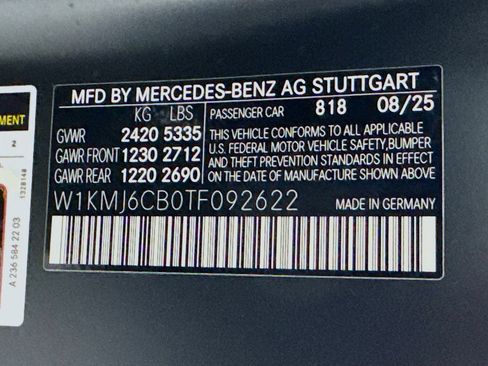 MFD BY MERCEDES-BENZ AG STUTTGART
KG LBS PASSENGER CAR 818 08/25
GVWR 2420 5335
GAWR FRONT 1230 2712
GAWR REAR 1220 2690
THIS VEHICLE CONFORMS TO ALL APPLICABLE
U.S. FEDERAL MOTOR VEHICLE SAFETY,BUMPER
AND THEFT PREVENTION STANDARDS IN EFFECT
ON THE DATE OF MANUFACTURE SHOWN ABOVE.
W1KMJ6CB0TF092622 MADE IN GERMANY
2
1328148
A 236 584 22 03